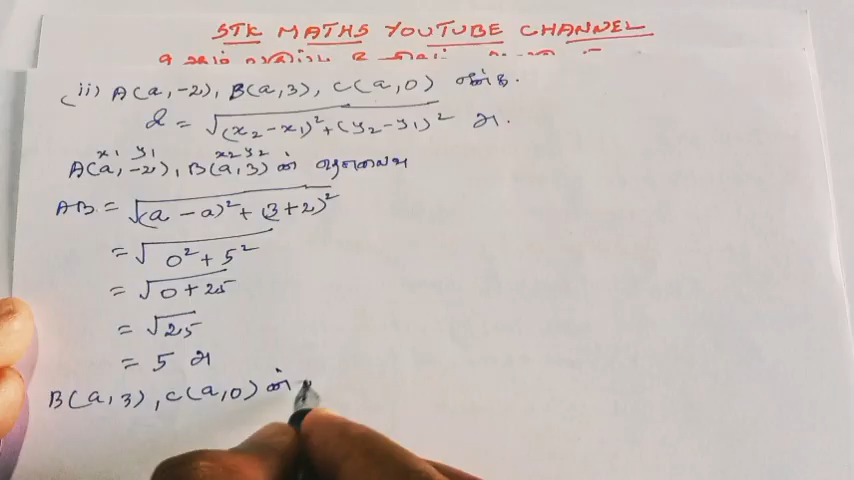 STK MATHS YOUTUBE CHANNEL
(ii) A(a,-2), B(a,3), C(a,0) என்க.
d = √(x₂-x₁)²+(y₂-y₁)² அ.
x₁ y₁ x₂ y₂
A(a,-2), B(a,3) ன் தொலைவு
AB = √(a-a)²+(3+2)²
= √0²+5²
= √0+25
= √25
= 5 அ
B(a,3), C(a,0) ன்